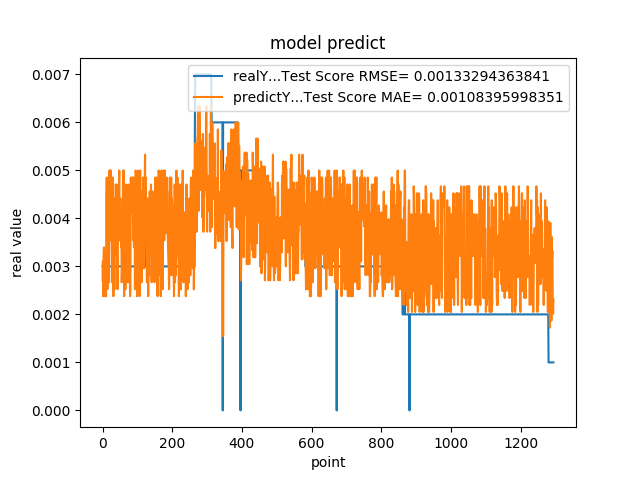 model predict
realY...Test Score RMSE= 0.00133294363841
predictY...Test Score MAE= 0.00108395998351
0.007
0.006
0.005
0.004
0.003
0.002
0.001
0.000
real value
0 200 400 600 800 1000 1200
point